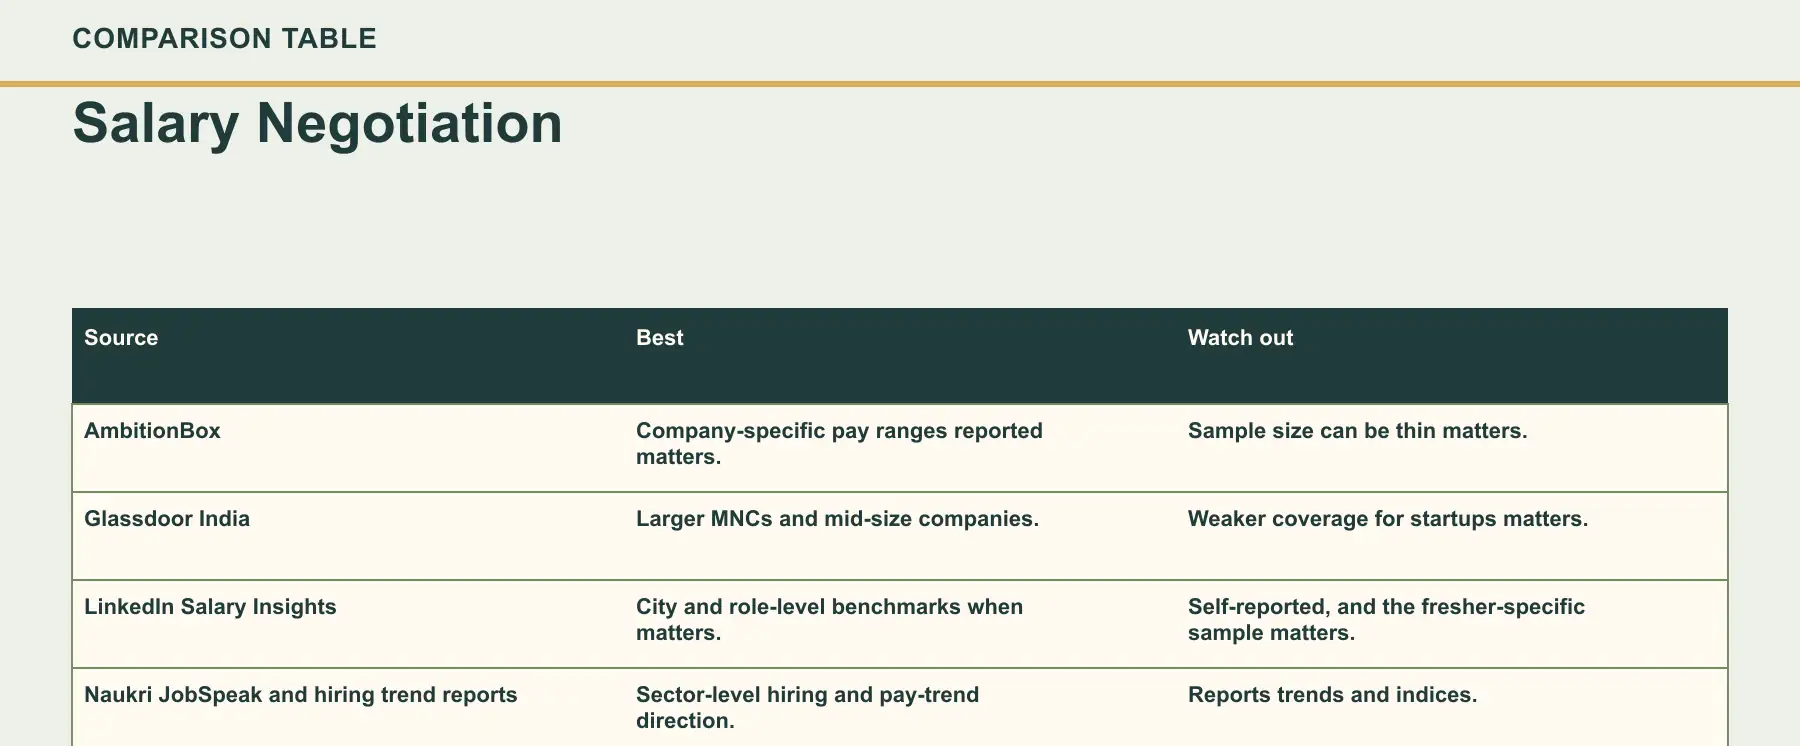 COMPARISON TABLE
Salary Negotiation
Source
Best
Watch out
AmbitionBox
Company-specific pay ranges reported
matters.
Sample size can be thin matters.
Glassdoor India
Larger MNCs and mid-size companies.
Weaker coverage for startups matters.
LinkedIn Salary Insights
City and role-level benchmarks when
matters.
Self-reported, and the fresher-specific
sample matters.
Naukri JobSpeak and hiring trend reports
Sector-level hiring and pay-trend
direction.
Reports trends and indices.